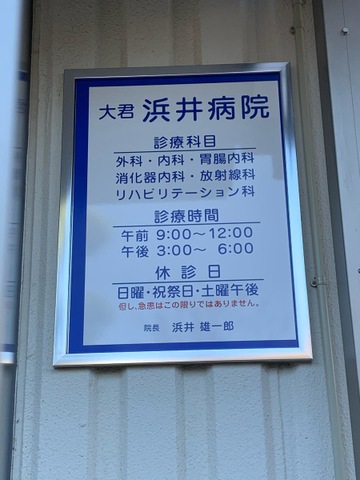 大君 浜井病院
診療科目
外科・内科・胃腸内科
消化器内科・放射線科
リハビリテーション科
診療時間
午前 9:00〜12:00
午後 3:00〜 6:00
休診日
日曜・祝祭日・土曜午後
但し、急患はこの限りではありません。
院長 浜井 雄一郎